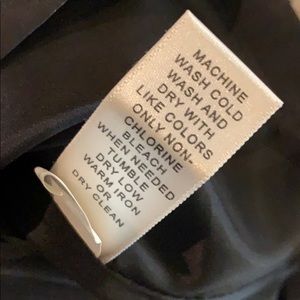 MACHINE
WASH COLD
WASH AND
DRY WITH
LIKE COLORS
ONLY NON-
CHLORINE
BLEACH
WHEN NEEDED
TUMBLE
DRY LOW
WARM IRON
OR
DRY CLEAN